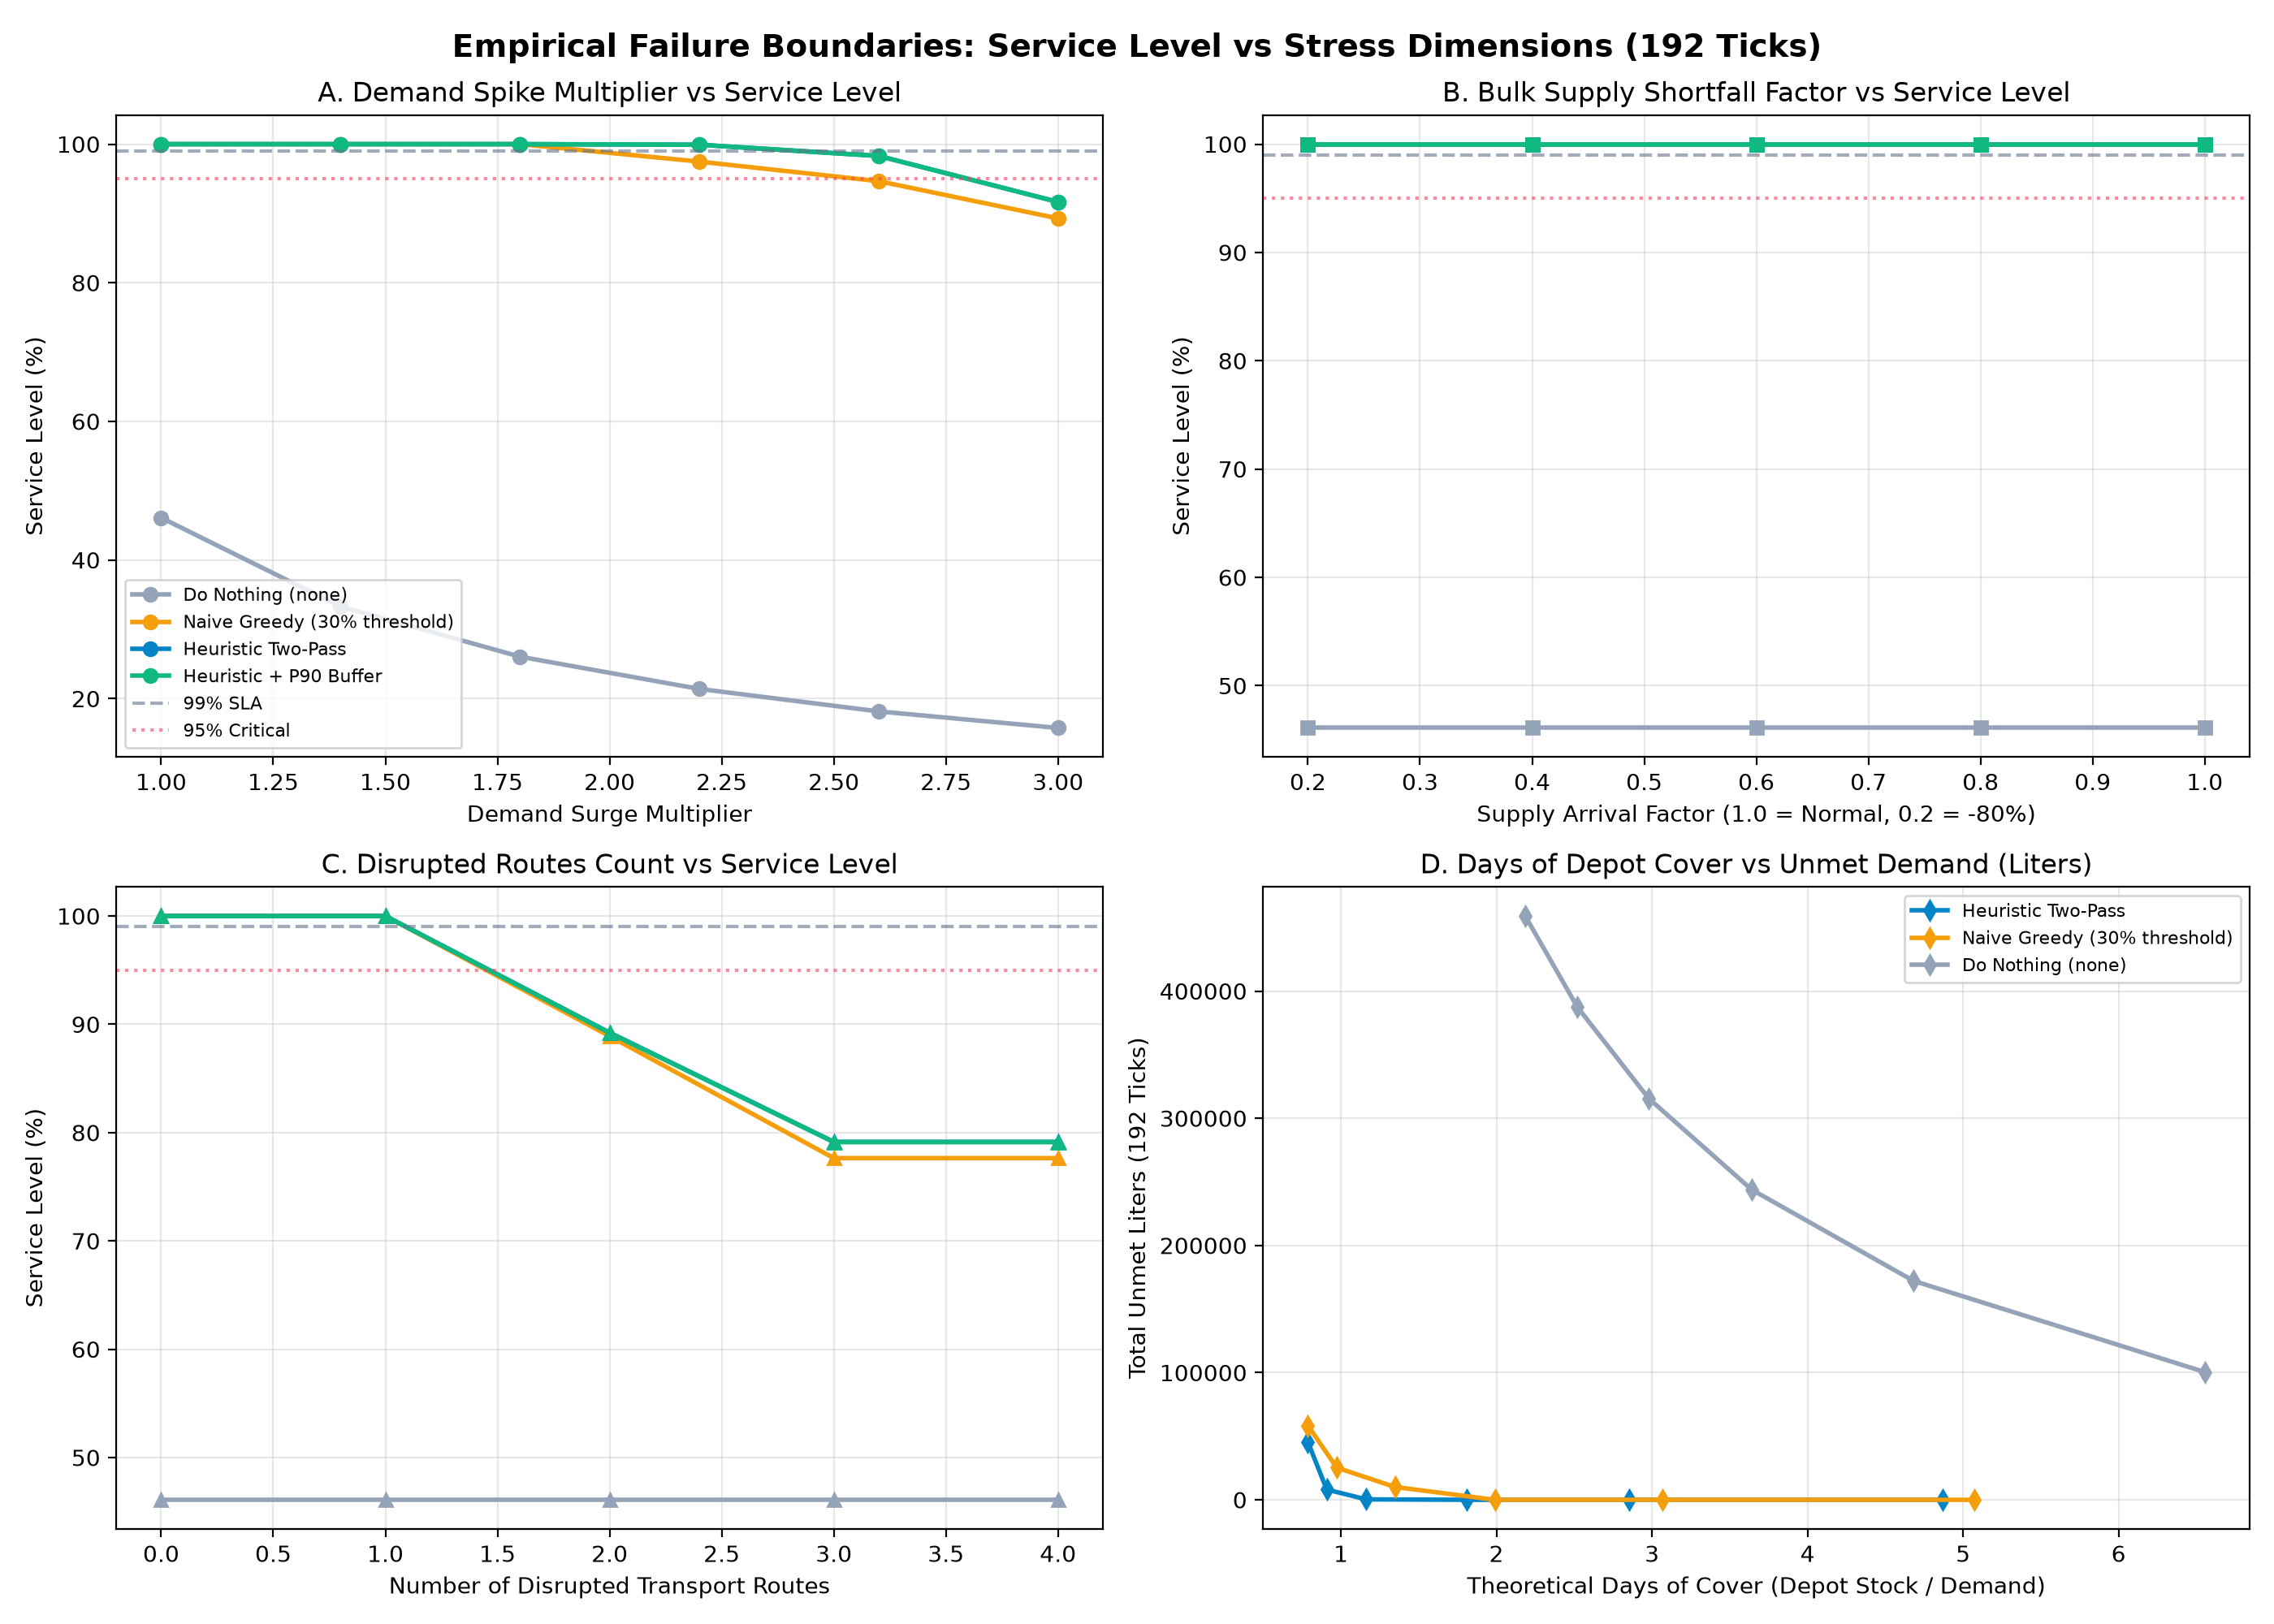 Empirical Failure Boundaries: Service Level vs Stress Dimensions (192 Ticks)
A. Demand Spike Multiplier vs Service Level
100
80
60
40
20
Service Level (%)
Do Nothing (none)
Naive Greedy (30% threshold)
Heuristic Two-Pass
Heuristic + P90 Buffer
99% SLA
95% Critical
1.00 1.25 1.50 1.75 2.00 2.25 2.50 2.75 3.00
Demand Surge Multiplier
B. Bulk Supply Shortfall Factor vs Service Level
100
90
80
70
60
50
Service Level (%)
0.2 0.3 0.4 0.5 0.6 0.7 0.8 0.9 1.0
Supply Arrival Factor (1.0 = Normal, 0.2 = -80%)
C. Disrupted Routes Count vs Service Level
100
90
80
70
60
50
Service Level (%)
0.0 0.5 1.0 1.5 2.0 2.5 3.0 3.5 4.0
Number of Disrupted Transport Routes
D. Days of Depot Cover vs Unmet Demand (Liters)
Heuristic Two-Pass
Naive Greedy (30% threshold)
Do Nothing (none)
400000
300000
200000
100000
0
Total Unmet Liters (192 Ticks)
1 2 3 4 5 6
Theoretical Days of Cover (Depot Stock / Demand)